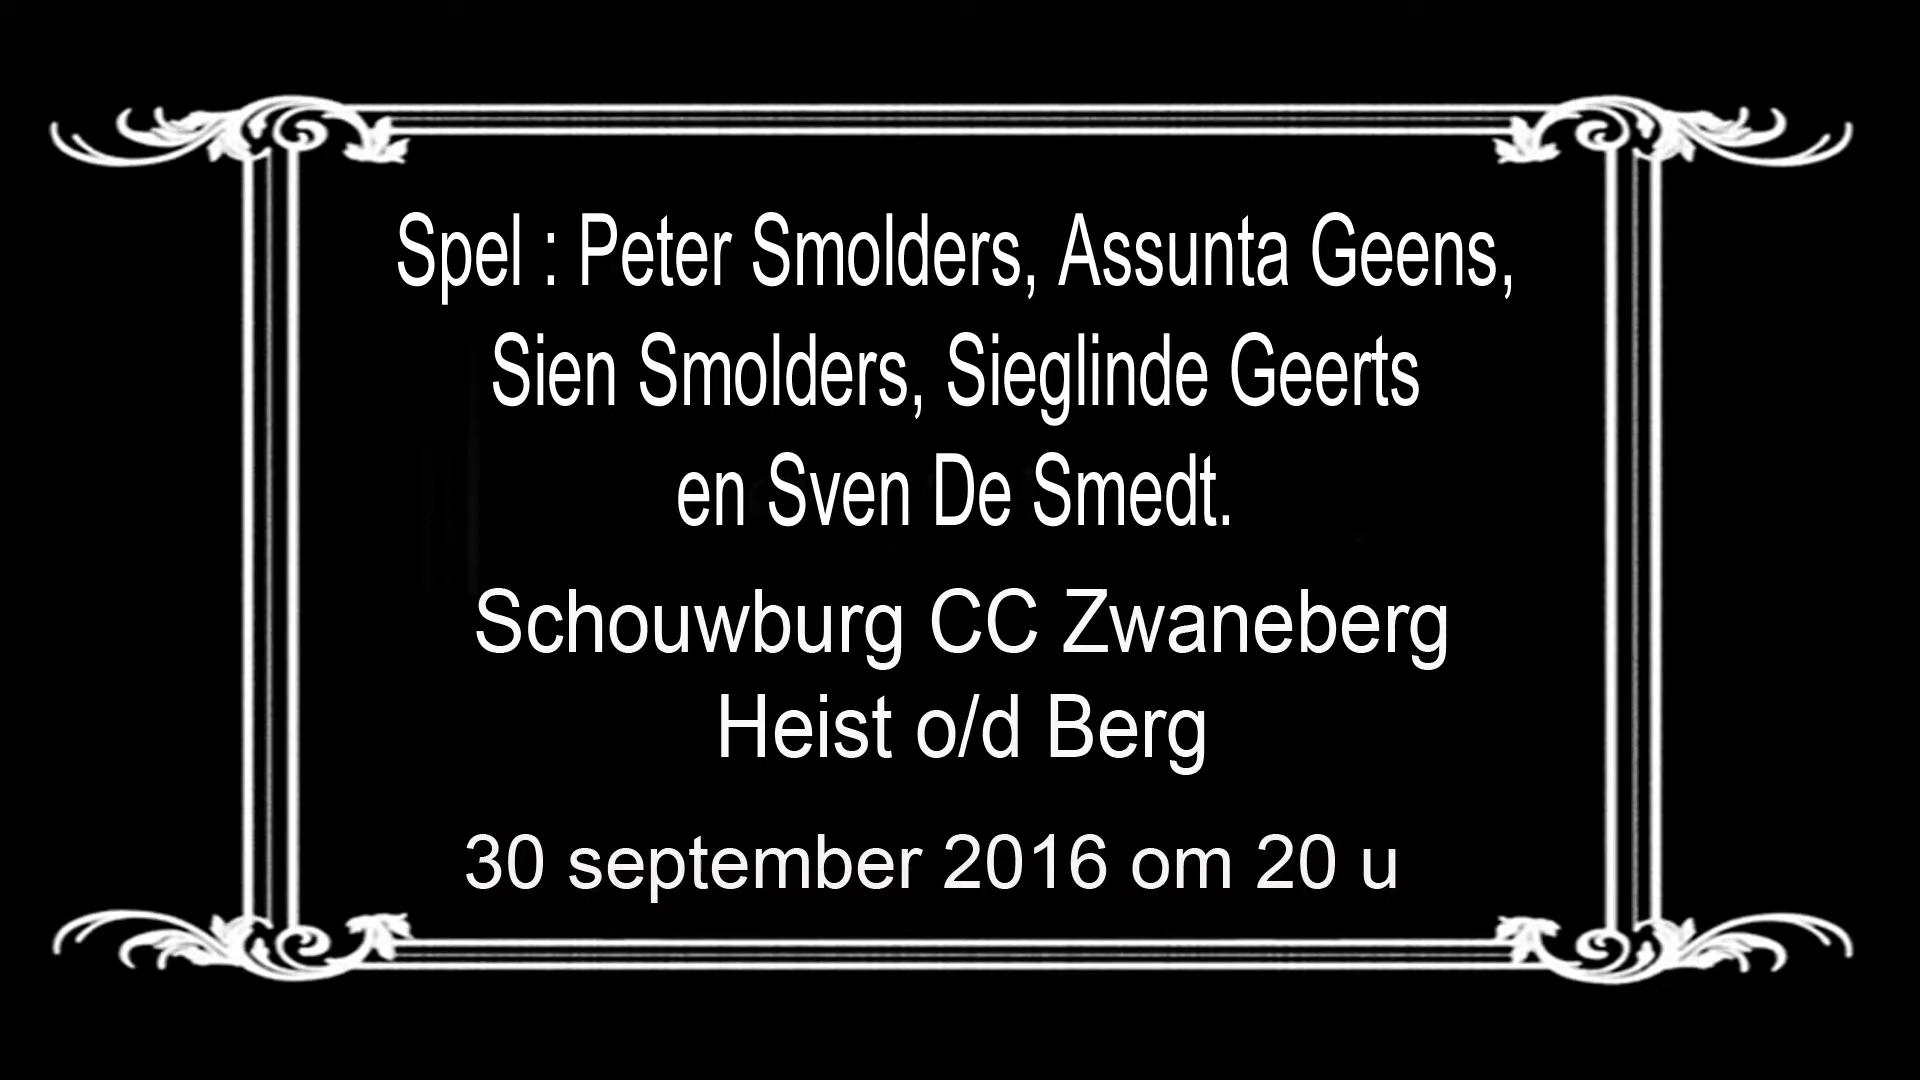 Spel : Peter Smolders, Assunta Geens,
Sien Smolders, Sieglinde Geerts
en Sven De Smedt.
Schouwburg CC Zwaneberg
Heist o/d Berg
30 september 2016 om 20 u